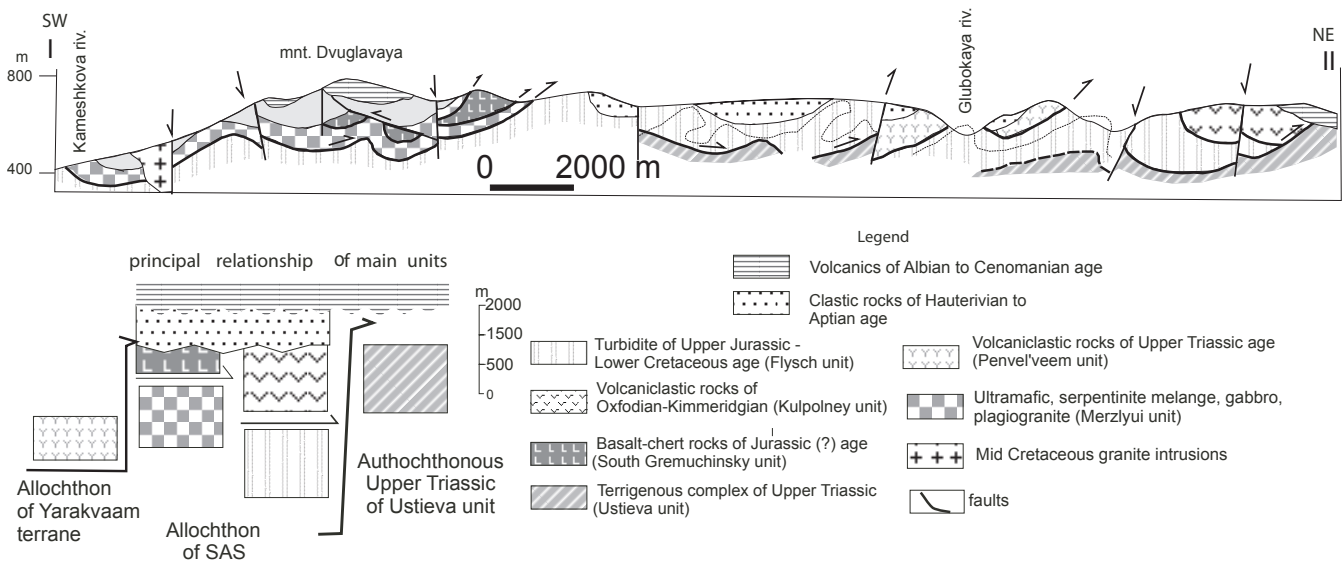 SW
I
Kameshkova riv.
mnt. Dvuglavaya
Glubokaya riv.
NE
II
m
800
400
0 2000 m
principal relationship of main units
m
2000
1500
500
0
Allochthon
of Yarakvaam
terrane
Allochthon
of SAS
Authochthonous
Upper Triassic
of Ustieva unit
Legend
Volcanics of Albian to Cenomanian age
Clastic rocks of Hauterivian to
Aptian age
Turbidite of Upper Jurassic -
Lower Cretaceous age (Flysch unit)
Volcaniclastic rocks of
Oxfodian-Kimmeridgian (Kulpolney unit)
Basalt-chert rocks of Jurassic (?) age
(South Gremuchinsky unit)
Terrigenous complex of Upper Triassic
(Ustieva unit)
Volcaniclastic rocks of Upper Triassic age
(Penvel'veem unit)
Ultramafic, serpentinite melange, gabbro,
plagiogranite (Merzlyui unit)
Mid Cretaceous granite intrusions
faults